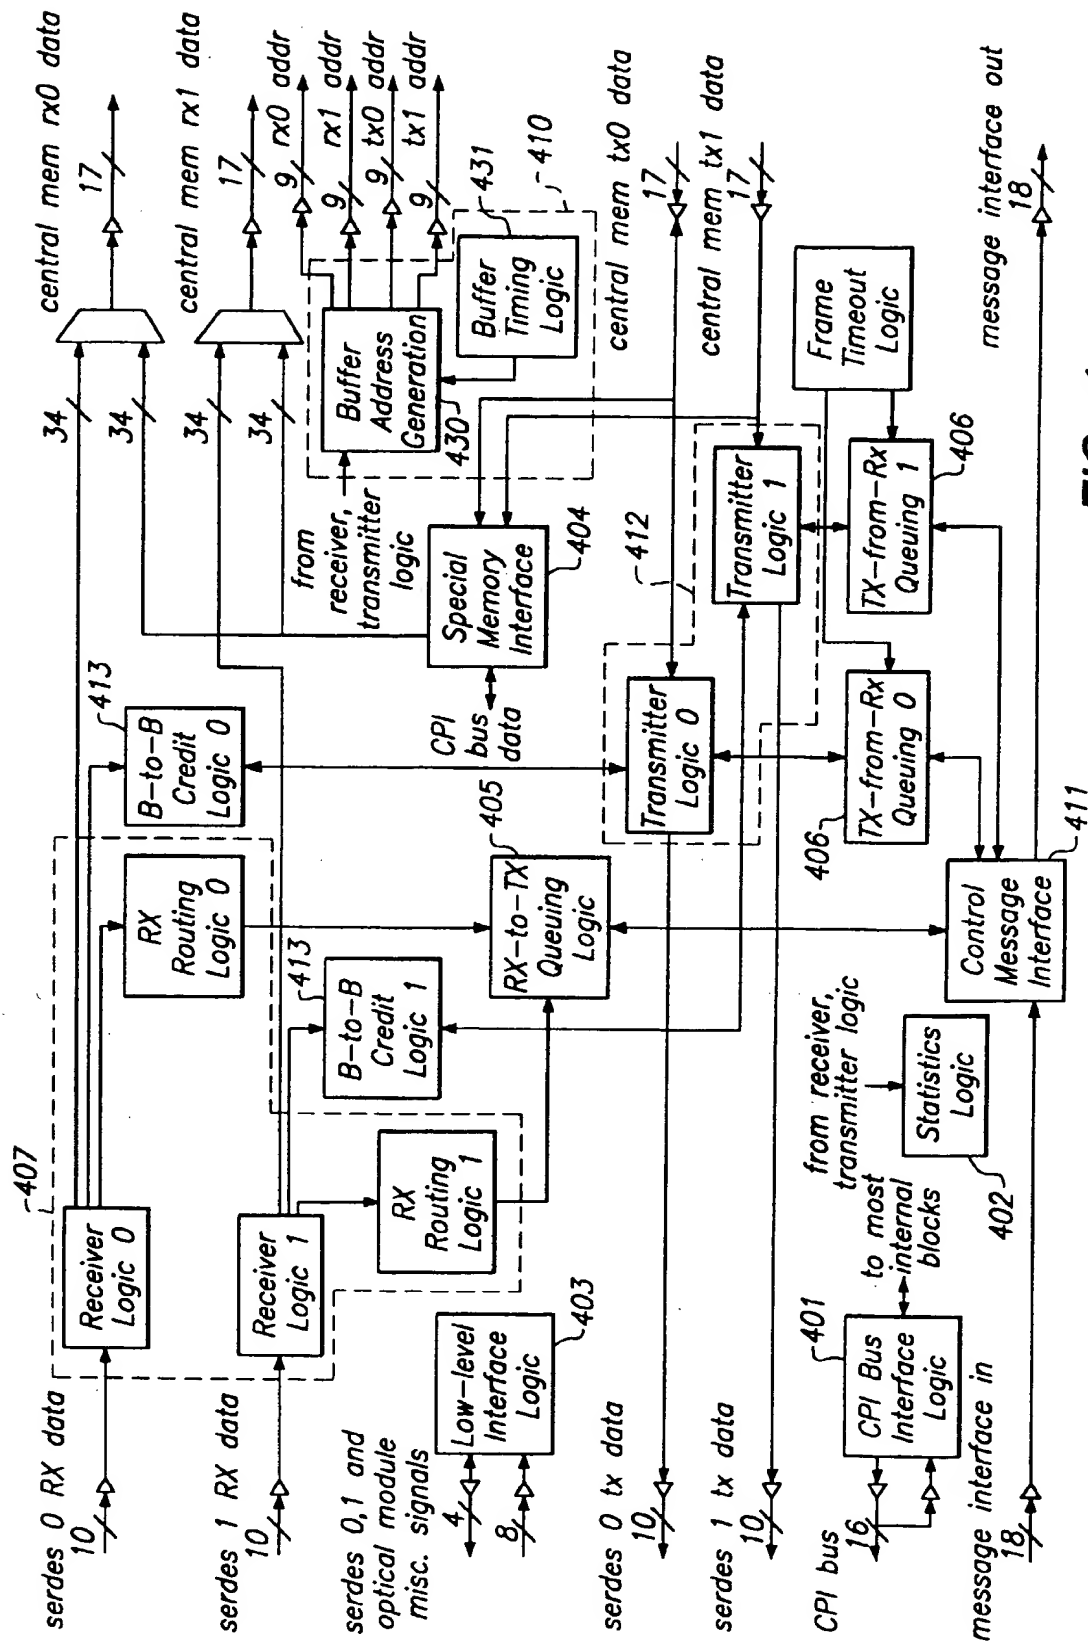 serdes 0 RX data
10
serdes 1 RX data
10
serdes 0,1 and
optical module
misc. signals
4
8
serdes 0 tx data
10
serdes 1 tx data
10
CPI bus
16
message interface in
18
407
Receiver
Logic 0
Receiver
Logic 1
RX
Routing
Logic 0
RX
Routing
Logic 1
413
B-to-B
Credit
Logic 0
413
B-to-B
Credit
Logic 1
Low-level
Interface
Logic
403
401
CPI Bus
Interface
Logic
to most
internal
blocks
from receiver,
transmitter logic
Statistics
Logic
402
405
RX-to-TX
Queuing
Logic
Control
Message
Interface
411
CPI
bus
data
Special
Memory
Interface
404
from
receiver,
transmitter
logic
412
Transmitter
Logic 0
Transmitter
Logic 1
406
TX-from-Rx
Queuing 0
TX-from-Rx
Queuing 1
406
Frame
Timeout
Logic
Buffer
Address
Generation
430
Buffer
Timing
Logic
431
410
34
34
34
34
central mem rx0 data
17
central mem rx1 data
17
9
rx0 addr
9
rx1 addr
9
tx0 addr
9
tx1 addr
central mem tx0 data
17
central mem tx1 data
17
message interface out
18